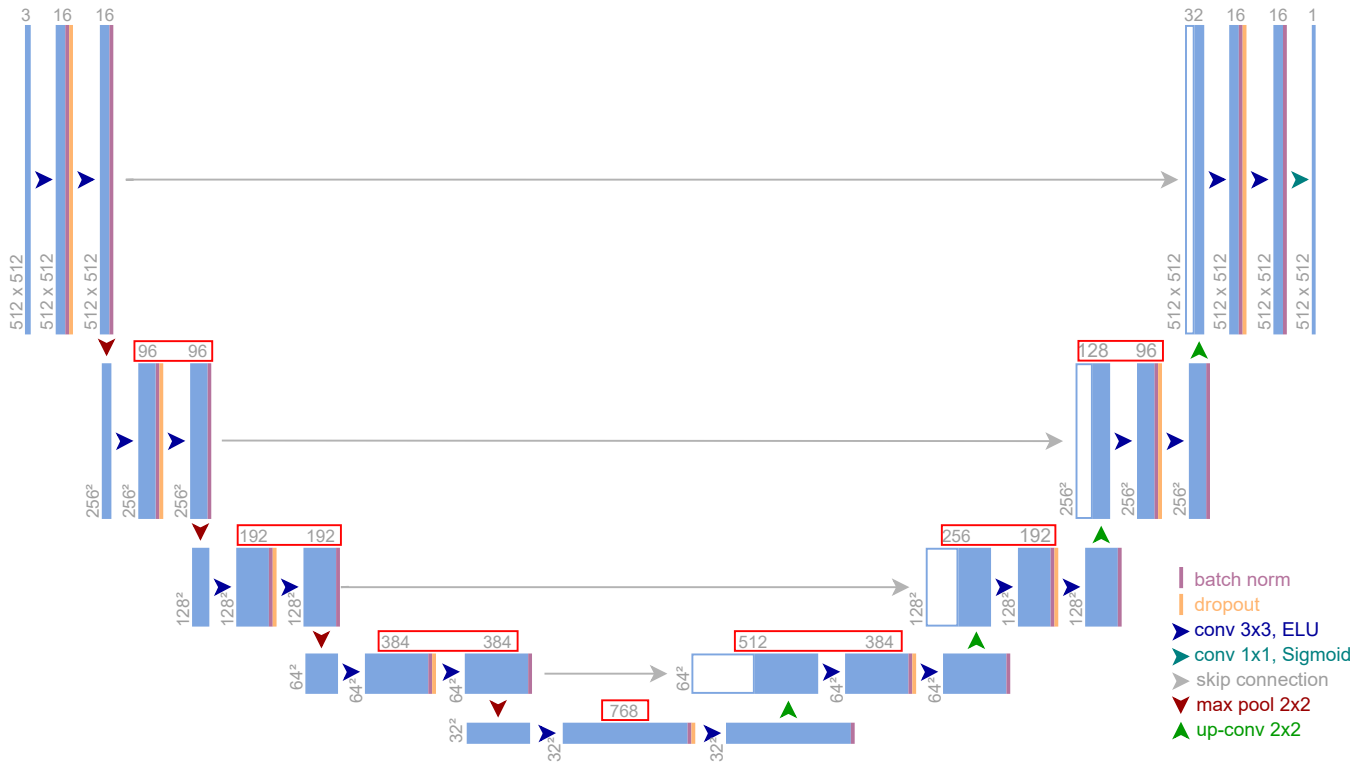 3 16 16
32 16 16 1
512 x 512
512 x 512
512 x 512
512 x 512
512 x 512
512 x 512
512 x 512
96 96
128 96
256²
256²
256²
256²
256²
256²
192 192
256 192
128²
128²
128²
128²
128²
128²
384 384
512 384
64²
64²
64²
64²
64²
64²
768
32²
32²
32²
batch norm
dropout
conv 3x3, ELU
conv 1x1, Sigmoid
skip connection
max pool 2x2
up-conv 2x2